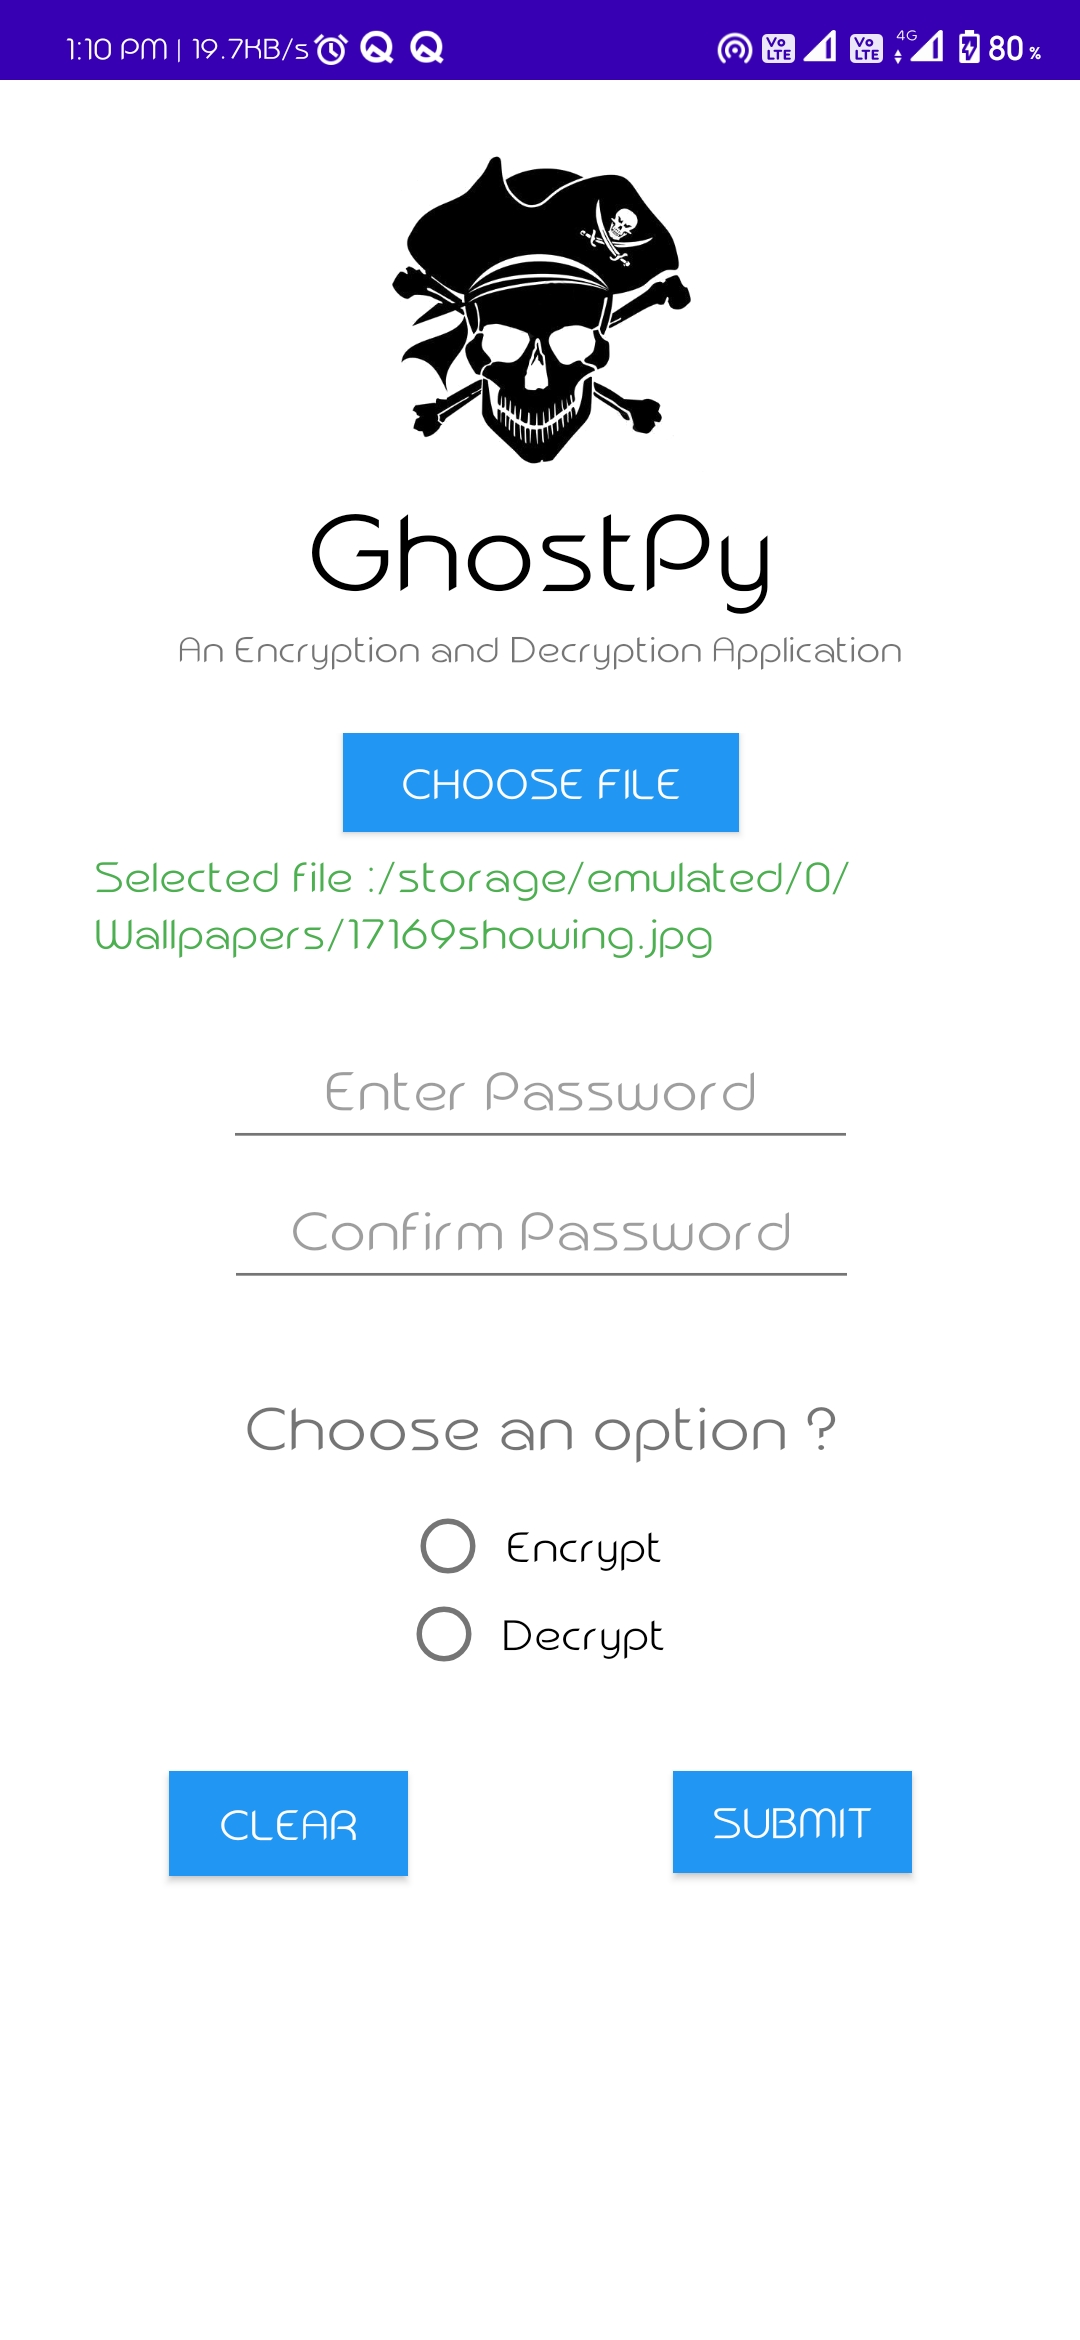 1:10 PM | 19.7KB/s Vo LTE Vo LTE 4G 80 %
GhostPy
An Encryption and Decryption Application
CHOOSE FILE
Selected file :/storage/emulated/0/
Wallpapers/17169showing.jpg
Enter Password
Confirm Password
Choose an option ?
Encrypt
Decrypt
CLEAR SUBMIT